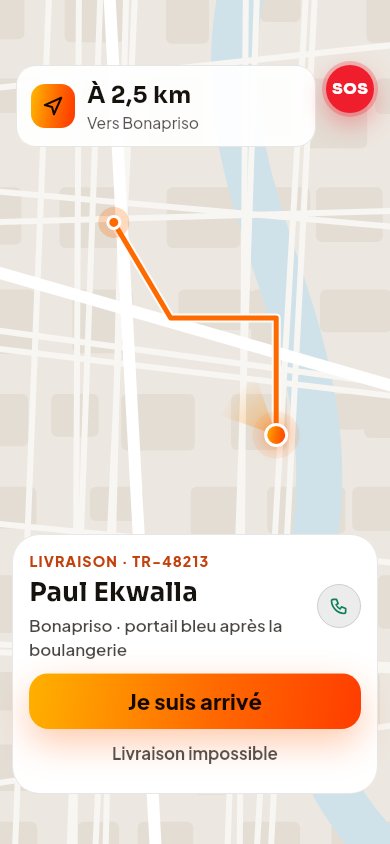 À 2,5 km
Vers Bonapriso
SOS
LIVRAISON · TR-48213
Paul Ekwalla
Bonapriso · portail bleu après la
boulangerie
Je suis arrivé
Livraison impossible